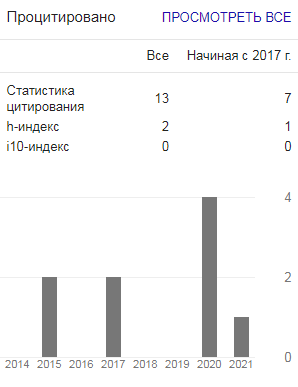 Процитировано ПРОСМОТРЕТЬ ВСЕ
Все Начиная с 2017 г.
Статистика
цитирования 13 7
h-индекс 2 1
i10-индекс 0 0
4
2
0
2014 2015 2016 2017 2018 2019 2020 2021